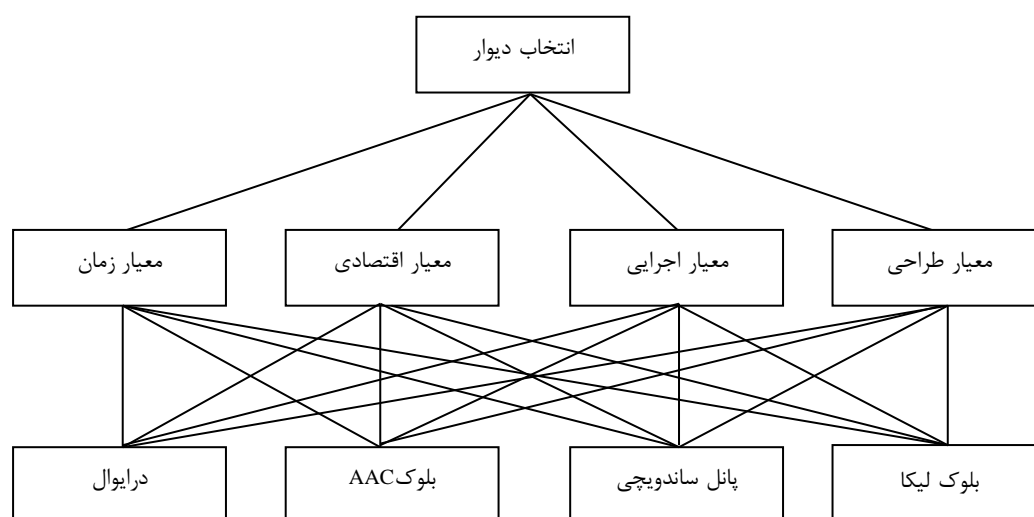 انتخاب دیوار
معیار طراحی
معیار اجرایی
معیار اقتصادی
معیار زمان
بلوک لیکا
پانل ساندویچی
بلوکAAC
درایوال